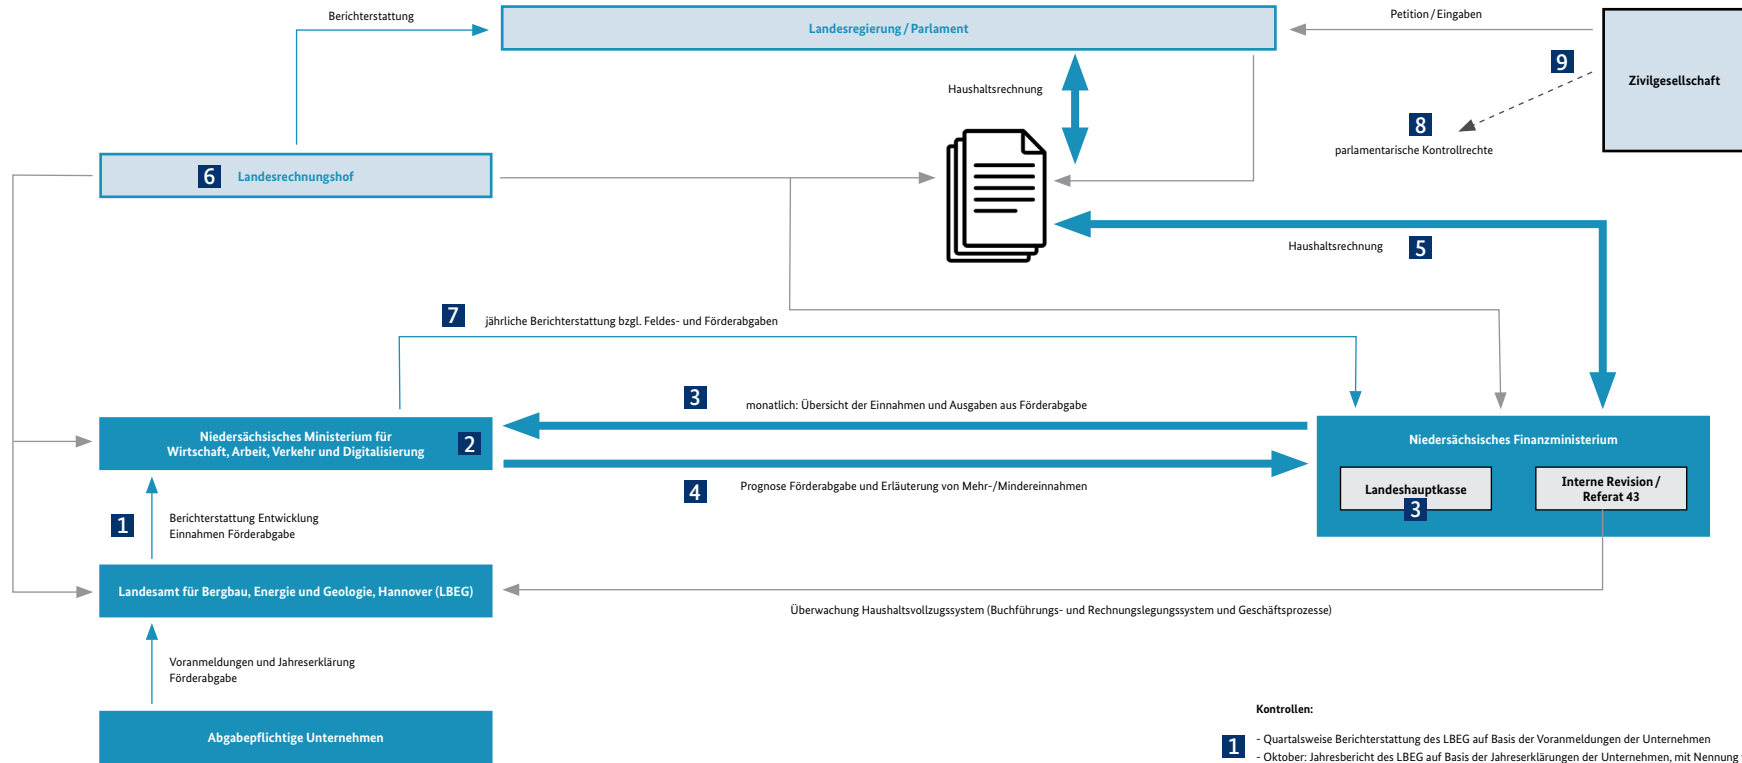 Berichterstattung
Landesregierung / Parlament
Petition / Eingaben
Zivilgesellschaft
9
Haushaltsrechnung
8
parlamentarische Kontrollrechte
6 Landesrechnungshof
Haushaltsrechnung 5
7 jährliche Berichterstattung bzgl. Feldes- und Förderabgaben
3 monatlich: Übersicht der Einnahmen und Ausgaben aus Förderabgabe
Niedersächsisches Ministerium für
Wirtschaft, Arbeit, Verkehr und Digitalisierung 2
4 Prognose Förderabgabe und Erläuterung von Mehr-/Mindereinnahmen
Niedersächsisches Finanzministerium
Landeshauptkasse
3
Interne Revision /
Referat 43
1 Berichterstattung Entwicklung
Einnahmen Förderabgabe
Landesamt für Bergbau, Energie und Geologie, Hannover (LBEG)
Überwachung Haushaltsvollzugssystem (Buchführungs- und Rechnungslegungssystem und Geschäftsprozesse)
Voranmeldungen und Jahreserklärung
Förderabgabe
Abgabepflichtige Unternehmen
Kontrollen:
1 - Quartalsweise Berichterstattung des LBEG auf Basis der Voranmeldungen der Unternehmen
- Oktober: Jahresbericht des LBEG auf Basis der Jahreserklärungen der Unternehmen, mit Nennung